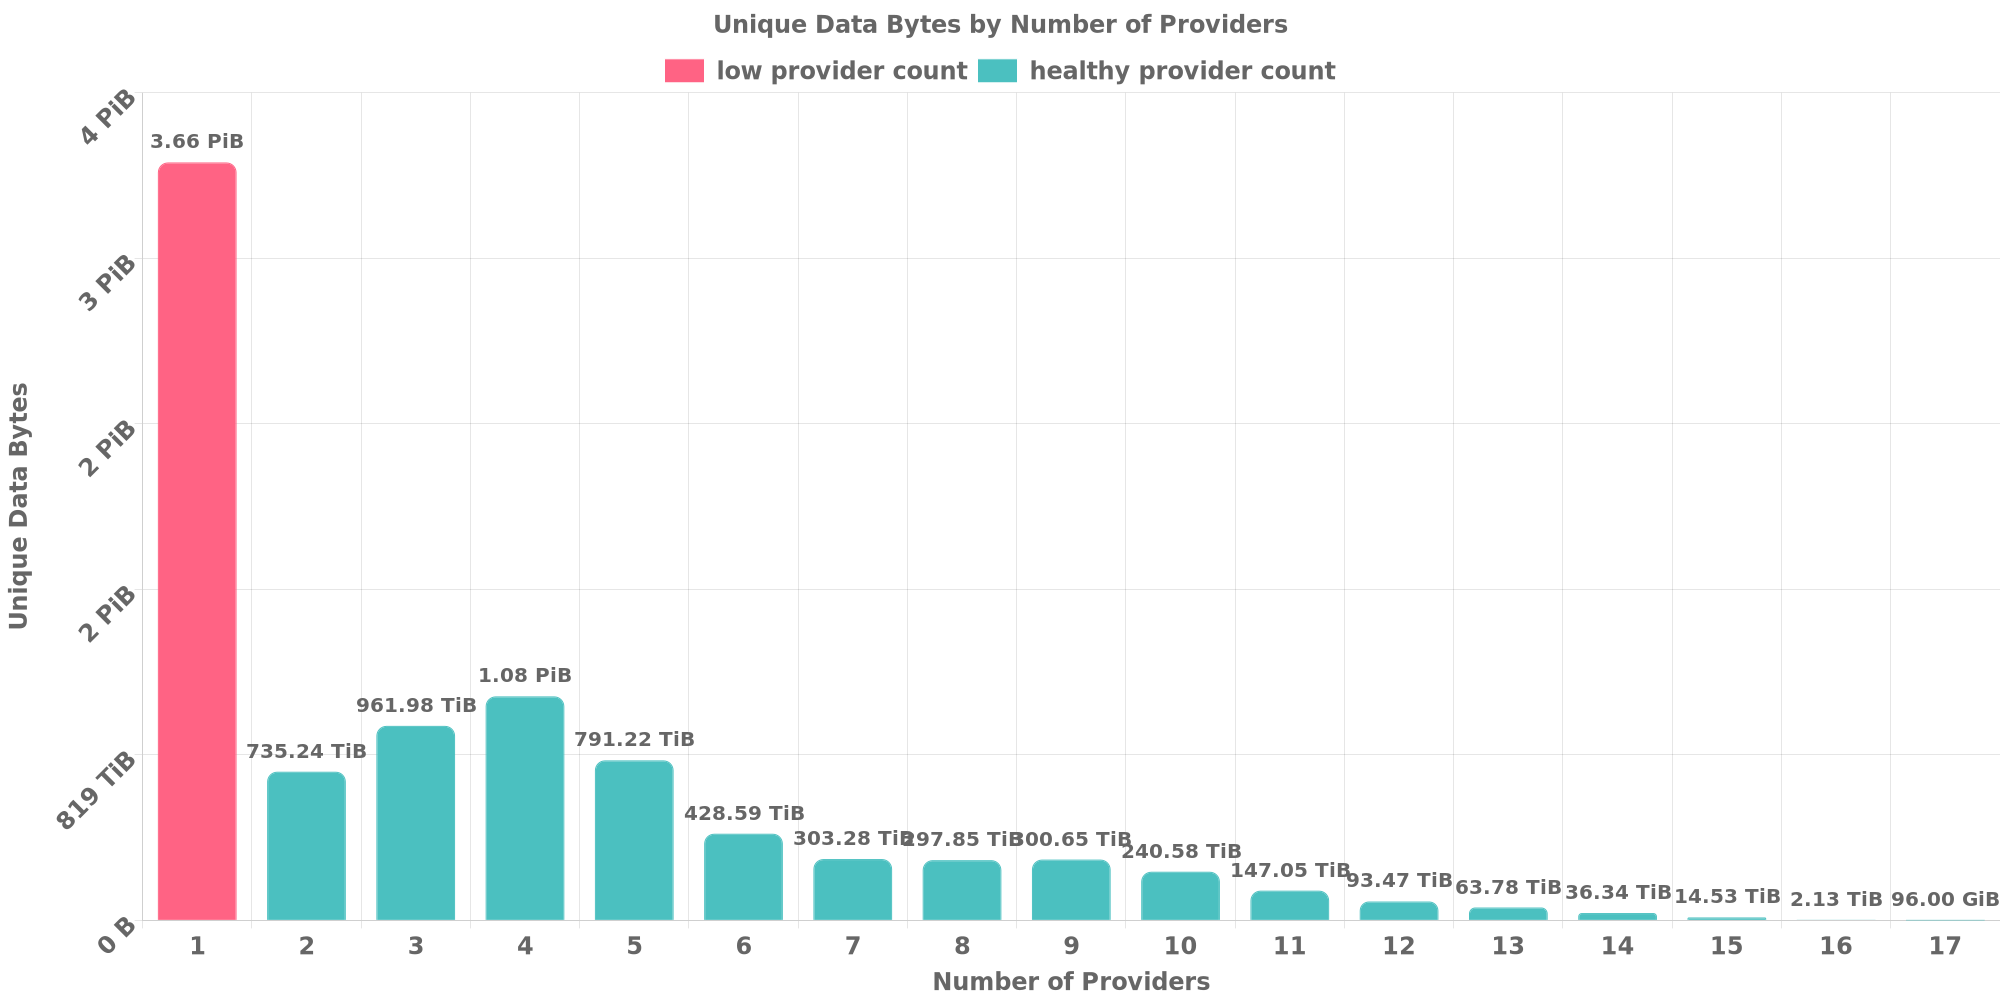 Unique Data Bytes by Number of Providers
low provider count
healthy provider count
Unique Data Bytes
4 PiB
3 PiB
2 PiB
2 PiB
819 TiB
0 B
3.66 PiB
735.24 TiB
961.98 TiB
1.08 PiB
791.22 TiB
428.59 TiB
303.28 TiB
297.85 TiB
300.65 TiB
240.58 TiB
147.05 TiB
93.47 TiB
63.78 TiB
36.34 TiB
14.53 TiB
2.13 TiB
96.00 GiB
1 2 3 4 5 6 7 8 9 10 11 12 13 14 15 16 17
Number of Providers